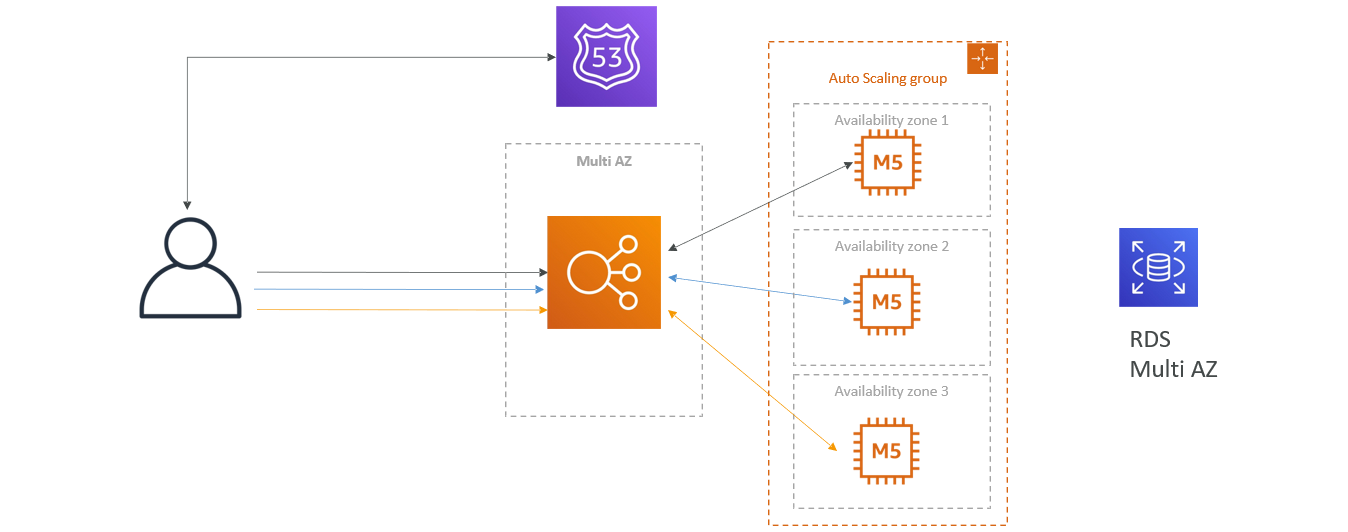 53
Auto Scaling group
Availability zone 1
M5
Multi AZ
Availability zone 2
M5
Availability zone 3
M5
RDS
Multi AZ